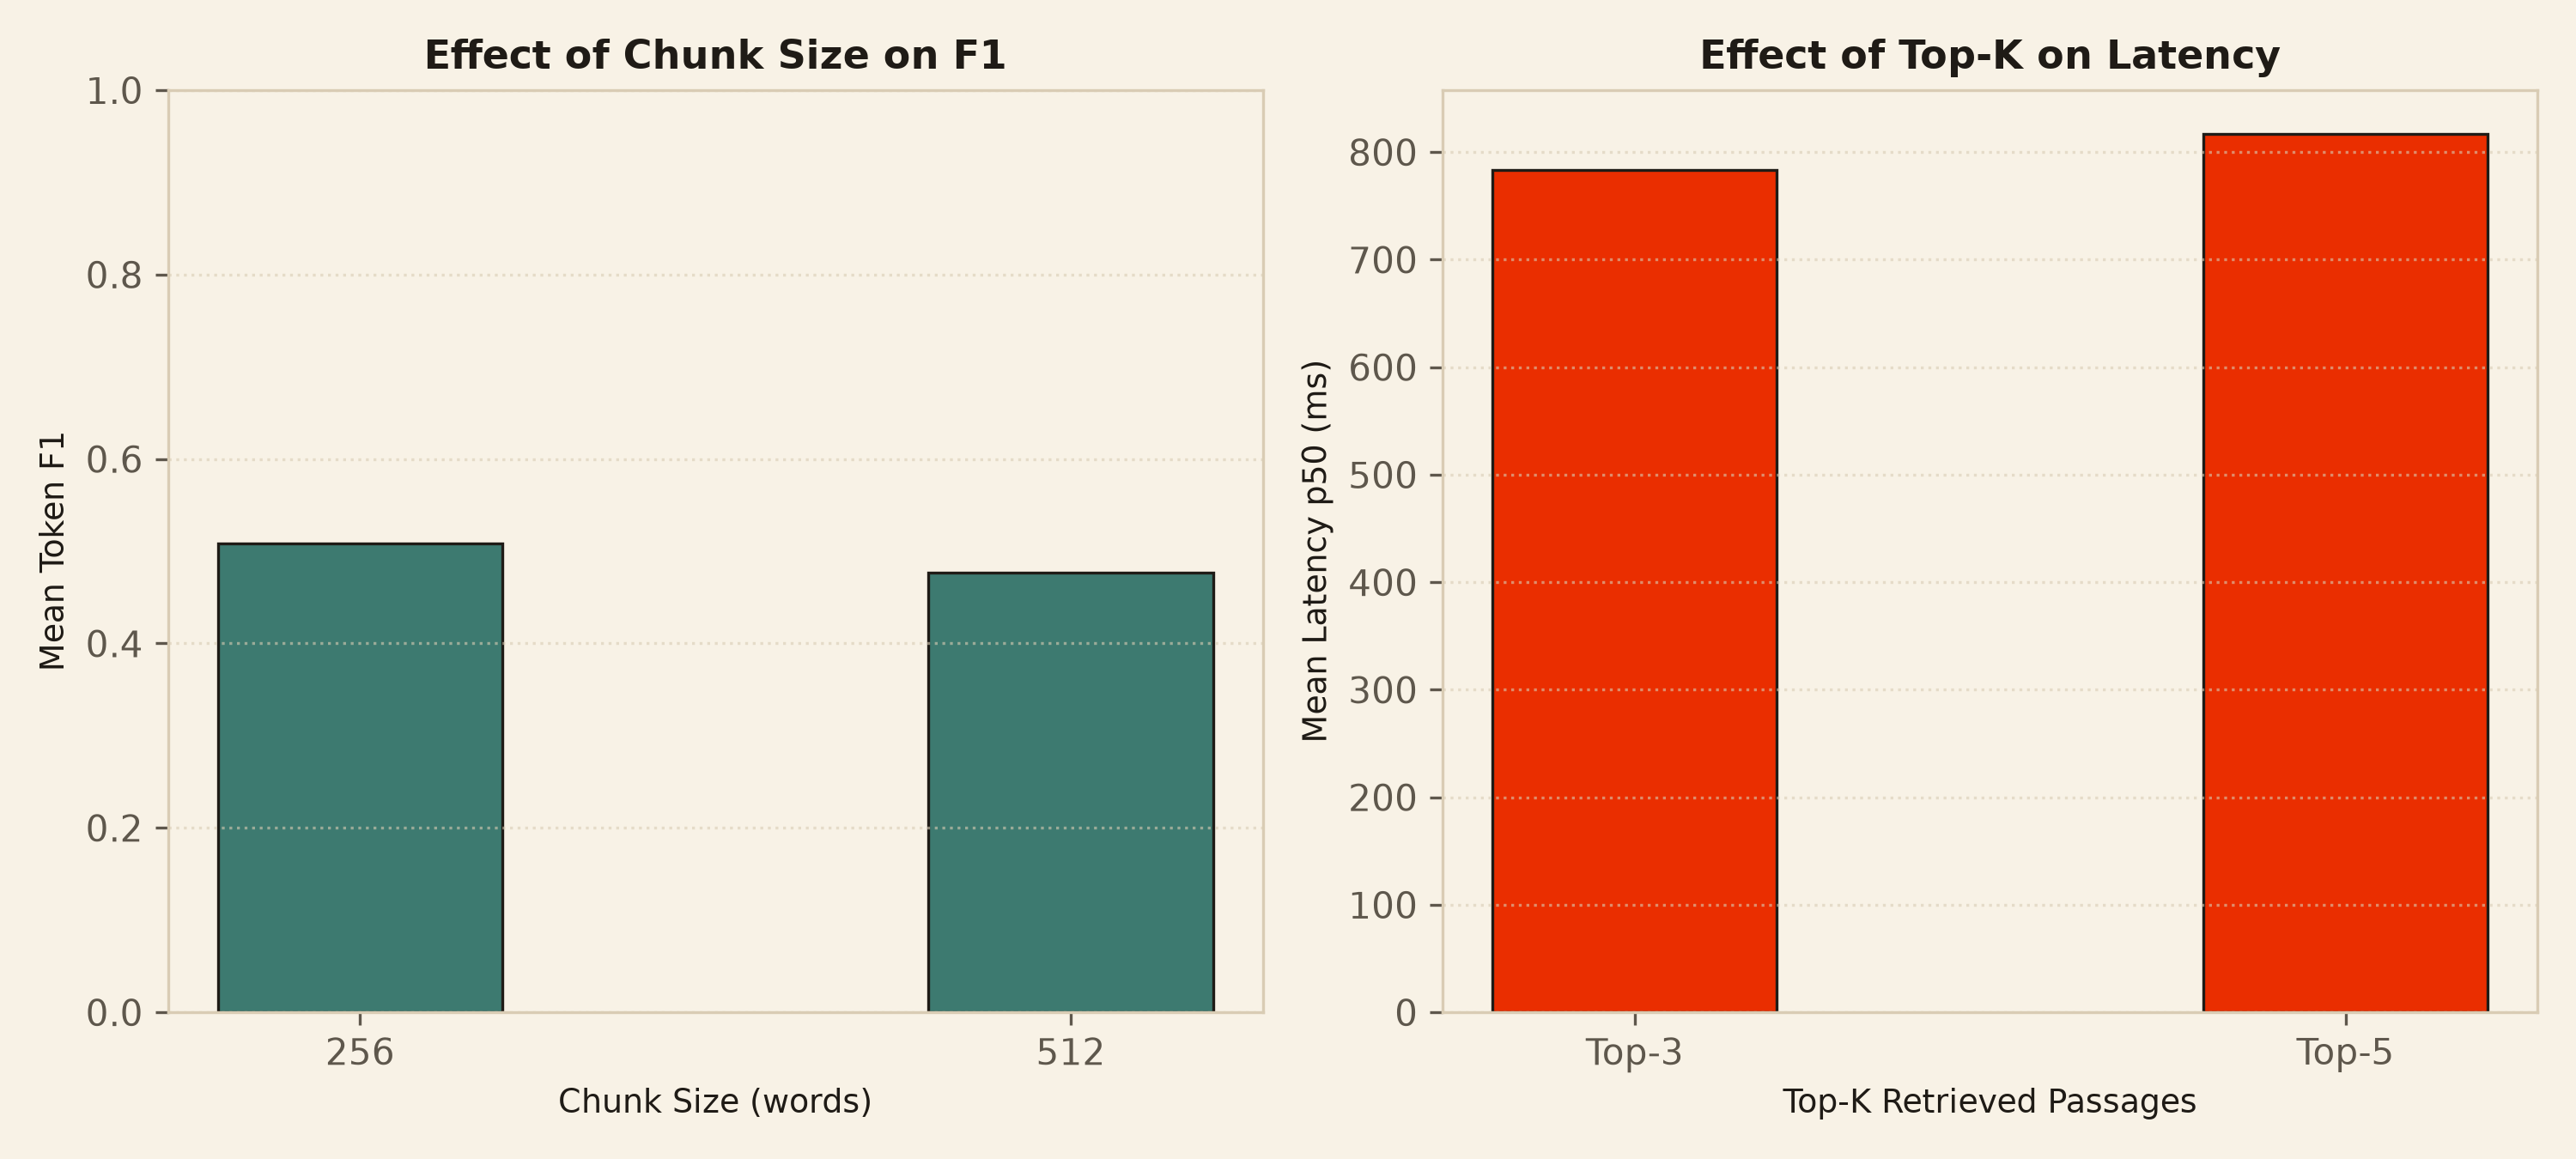 Effect of Chunk Size on F1
Mean Token F1
1.0
0.8
0.6
0.4
0.2
0.0
256
512
Chunk Size (words)
Effect of Top-K on Latency
Mean Latency p50 (ms)
800
700
600
500
400
300
200
100
0
Top-3
Top-5
Top-K Retrieved Passages